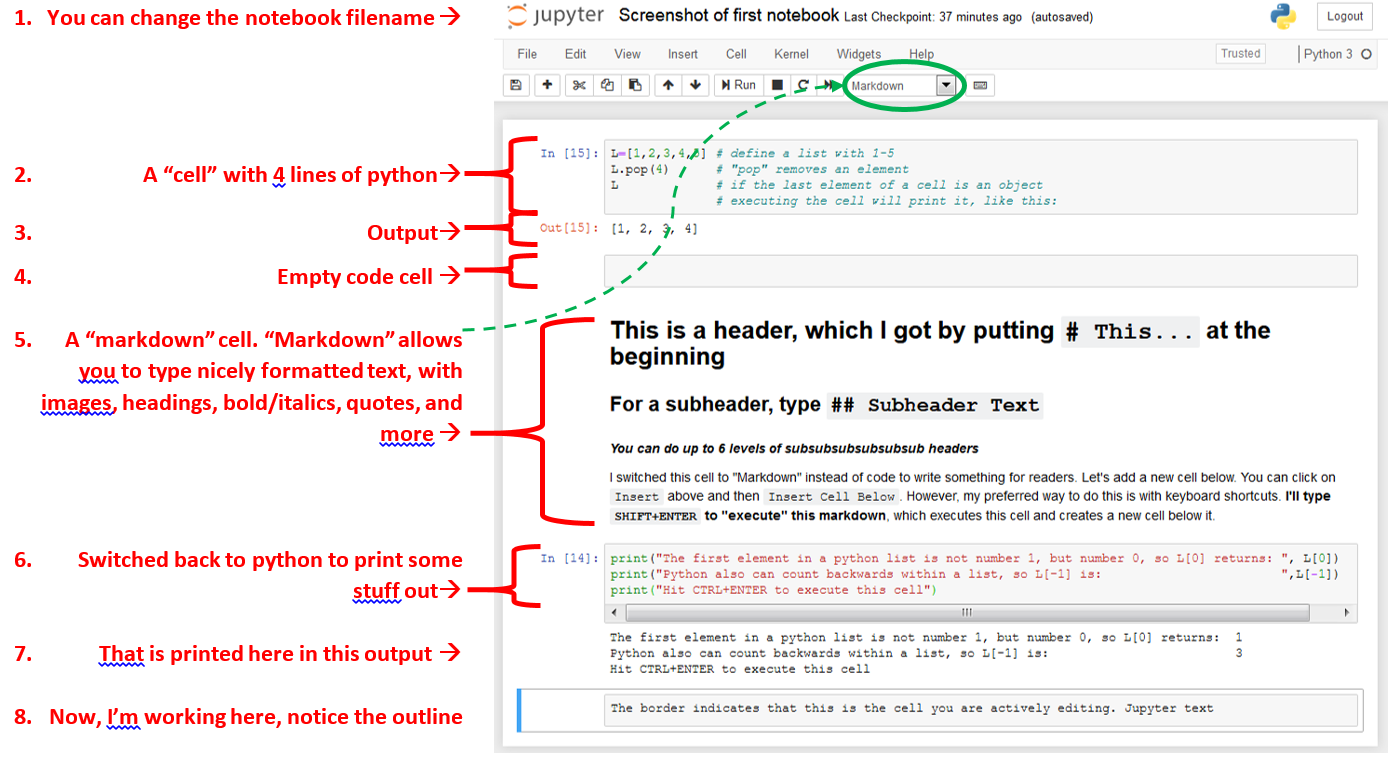 1. You can change the notebook filename →
jupyter Screenshot of first notebook Last Checkpoint: 37 minutes ago (autosaved)
Logout
File Edit View Insert Cell Kernel Widgets Help
Trusted
Python 3
Run
Markdown
2. A “cell” with 4 lines of python→
In [15]:
L=[1,2,3,4,5] # define a list with 1-5
L.pop(4) # "pop" removes an element
L # if the last element of a cell is an object
# executing the cell will print it, like this:
3. Output→
Out[15]: [1, 2, 3, 4]
4. Empty code cell →
5. A “markdown” cell. “Markdown” allows
you to type nicely formatted text, with
images, headings, bold/italics, quotes, and
more →
This is a header, which I got by putting # This... at the
beginning
For a subheader, type ## Subheader Text
You can do up to 6 levels of subsubsubsubsubsub headers
I switched this cell to "Markdown" instead of code to write something for readers. Let's add a new cell below. You can click on
Insert above and then Insert Cell Below. However, my preferred way to do this is with keyboard shortcuts. I'll type
SHIFT+ENTER to "execute" this markdown, which executes this cell and creates a new cell below it.
6. Switched back to python to print some
stuff out→
In [14]:
print("The first element in a python list is not number 1, but number 0, so L[0] returns: ", L[0])
print("Python also can count backwards within a list, so L[-1] is: ",L[-1])
print("Hit CTRL+ENTER to execute this cell")
7. That is printed here in this output →
The first element in a python list is not number 1, but number 0, so L[0] returns: 1
Python also can count backwards within a list, so L[-1] is: 3
Hit CTRL+ENTER to execute this cell
8. Now, I’m working here, notice the outline
The border indicates that this is the cell you are actively editing. Jupyter text